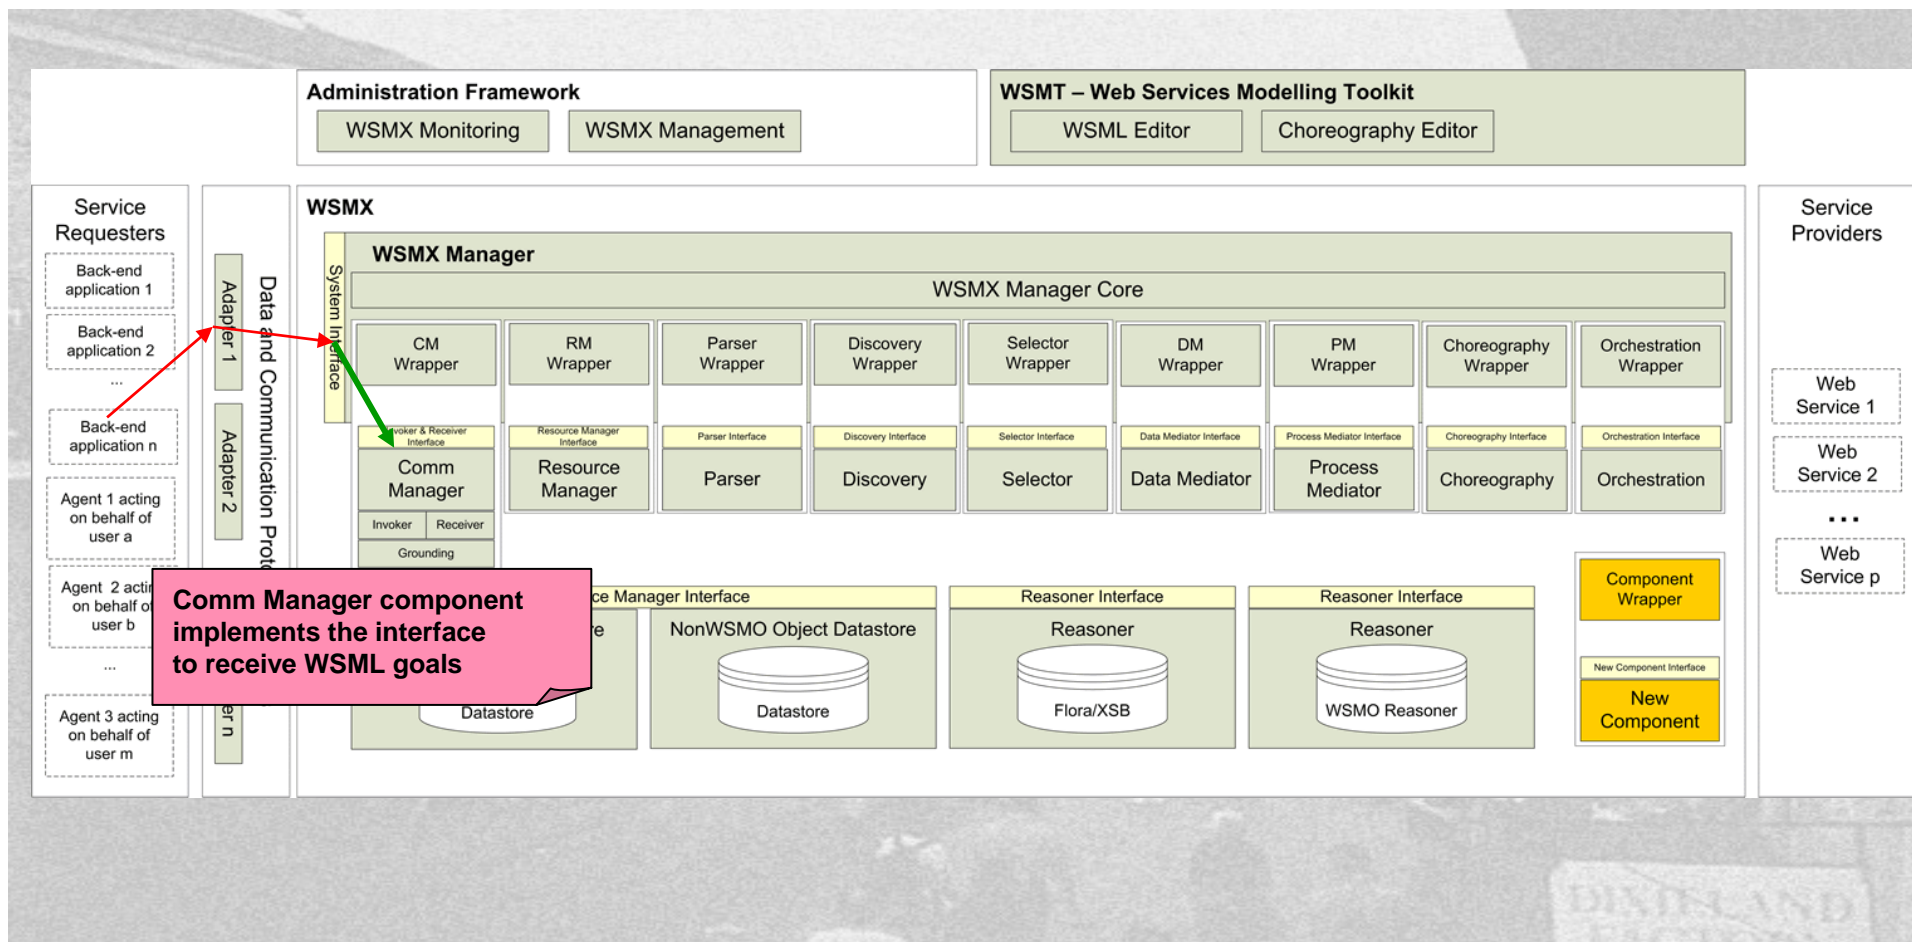 Administration Framework
WSMX Monitoring
WSMX Management
WSMT – Web Services Modelling Toolkit
WSML Editor
Choreography Editor
Service
Requesters
Back-end
application 1
Back-end
application 2
...
Back-end
application n
Agent 1 acting
on behalf of
user a
Agent 2
on behalf
user b
...
Agent 3 acting
on behalf of
user m
Adapter 1
Adapter 2
n
Data and Communication
WSMX
System Interface
WSMX Manager
WSMX Manager Core
CM
Wrapper
RM
Wrapper
Parser
Wrapper
Discovery
Wrapper
Selector
Wrapper
DM
Wrapper
PM
Wrapper
Choreography
Wrapper
Orchestration
Wrapper
Invoker & Receiver
Interface
Resource Manager
Interface
Parser Interface
Discovery Interface
Selector Interface
Data Mediator Interface
Process Mediator Interface
Choreography Interface
Orchestration Interface
Comm
Manager
Resource
Manager
Parser
Discovery
Selector
Data Mediator
Process
Mediator
Choreography
Orchestration
Invoker
Receiver
Grounding
Comm Manager component
implements the interface
to receive WSML goals
Manager Interface
Datastore
NonWSMO Object Datastore
Datastore
Reasoner Interface
Reasoner
Flora/XSB
Reasoner Interface
Reasoner
WSMO Reasoner
Component
Wrapper
New Component Interface
New
Component
Service
Providers
Web
Service 1
Web
Service 2
...
Web
Service p
DIXIELAND